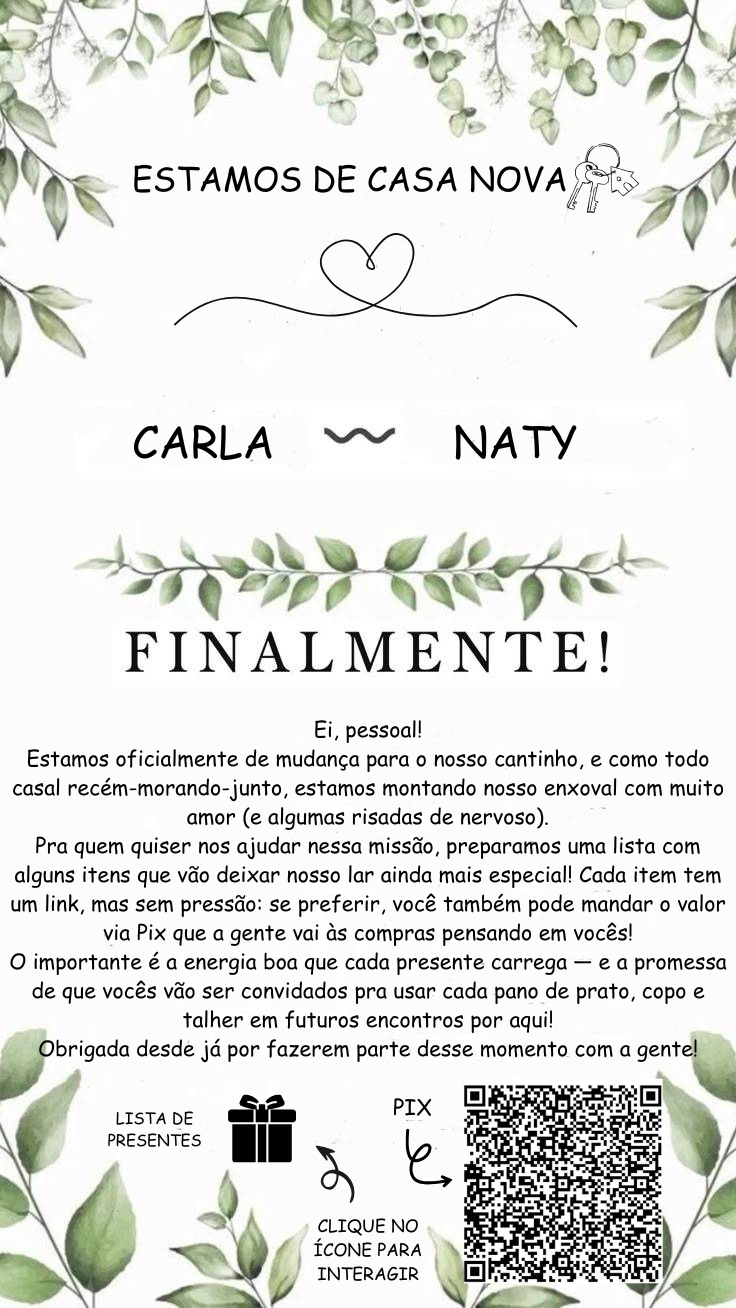 ESTAMOS DE CASA NOVA
CARLA
NATY
FINALMENTE!
Ei, pessoal!
Estamos oficialmente de mudança para o nosso cantinho, e como todo
casal recém-morando-junto, estamos montando nosso enxoval com muito
amor (e algumas risadas de nervoso).
Pra quem quiser nos ajudar nessa missão, preparamos uma lista com
alguns itens que vão deixar nosso lar ainda mais especial! Cada item tem
um link, mas sem pressão: se preferir, você também pode mandar o valor
via Pix que a gente vai às compras pensando em vocês!
O importante é a energia boa que cada presente carrega — e a promessa
de que vocês vão ser convidados pra usar cada pano de prato, copo e
talher em futuros encontros por aqui!
Obrigada desde já por fazerem parte desse momento com a gente!
LISTA DE
PRESENTES
PIX
CLIQUE NO
ÍCONE PARA
INTERAGIR